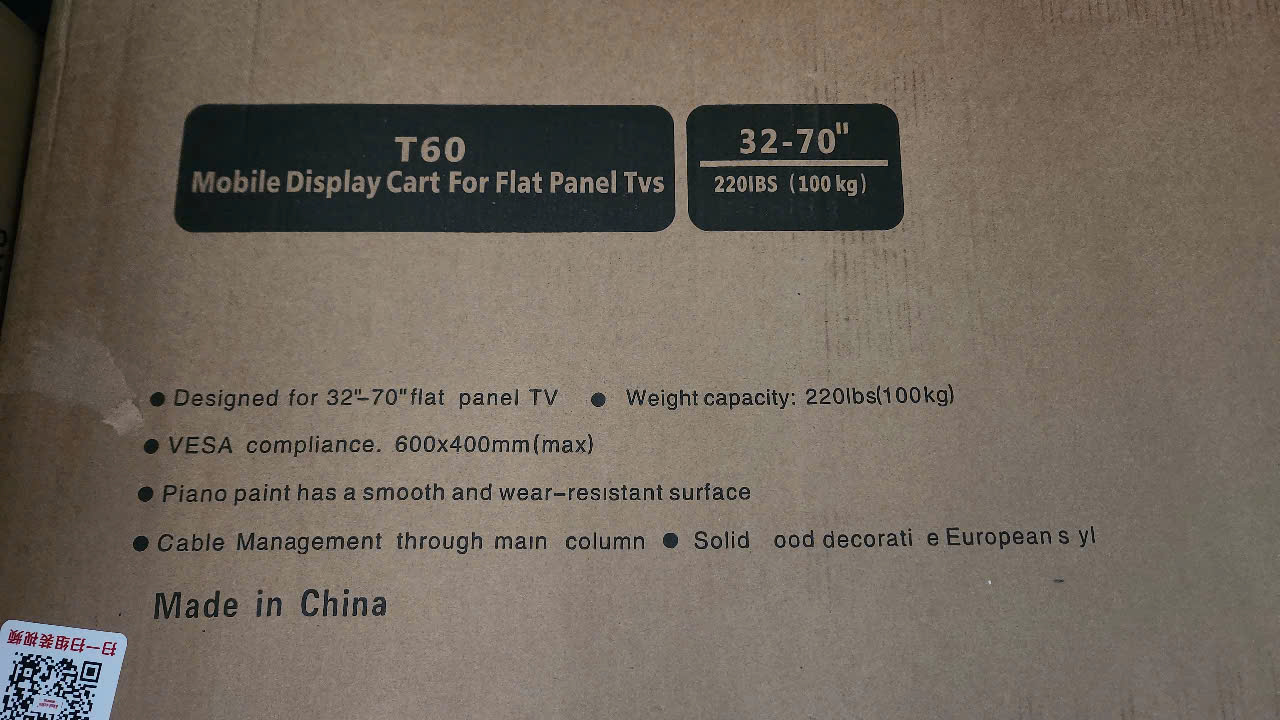 T60
Mobile Display Cart For Flat Panel Tvs
32-70"
220IBS (100 kg)
● Designed for 32"-70"flat panel TV ● Weight capacity: 220lbs(100kg)
● VESA compliance. 600x400mm(max)
● Piano paint has a smooth and wear-resistant surface
● Cable Management through main column ● Solid ood decorati e European s yl
Made in China
扫一扫组装视频